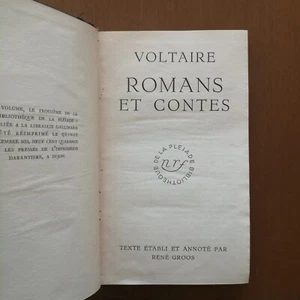 VOLUME, LE TROISIÈME DE LA
BIBLIOTHÈQUE DE LA PLÉIADE
LA LIBRAIRIE GALLIMARD
ÉTÉ RÉIMPRIMÉ LE QUINZE
MIL NEUF CENT QUARANTE
LES PRESSES DE L'IMPRIMERIE
DARANTIERE, A DIJON
VOLTAIRE
ROMANS
ET CONTES
BIBLIOTHÈQUE DE LA PLÉIADE
nrf
TEXTE ÉTABLI ET ANNOTÉ PAR
RENÉ GROOS